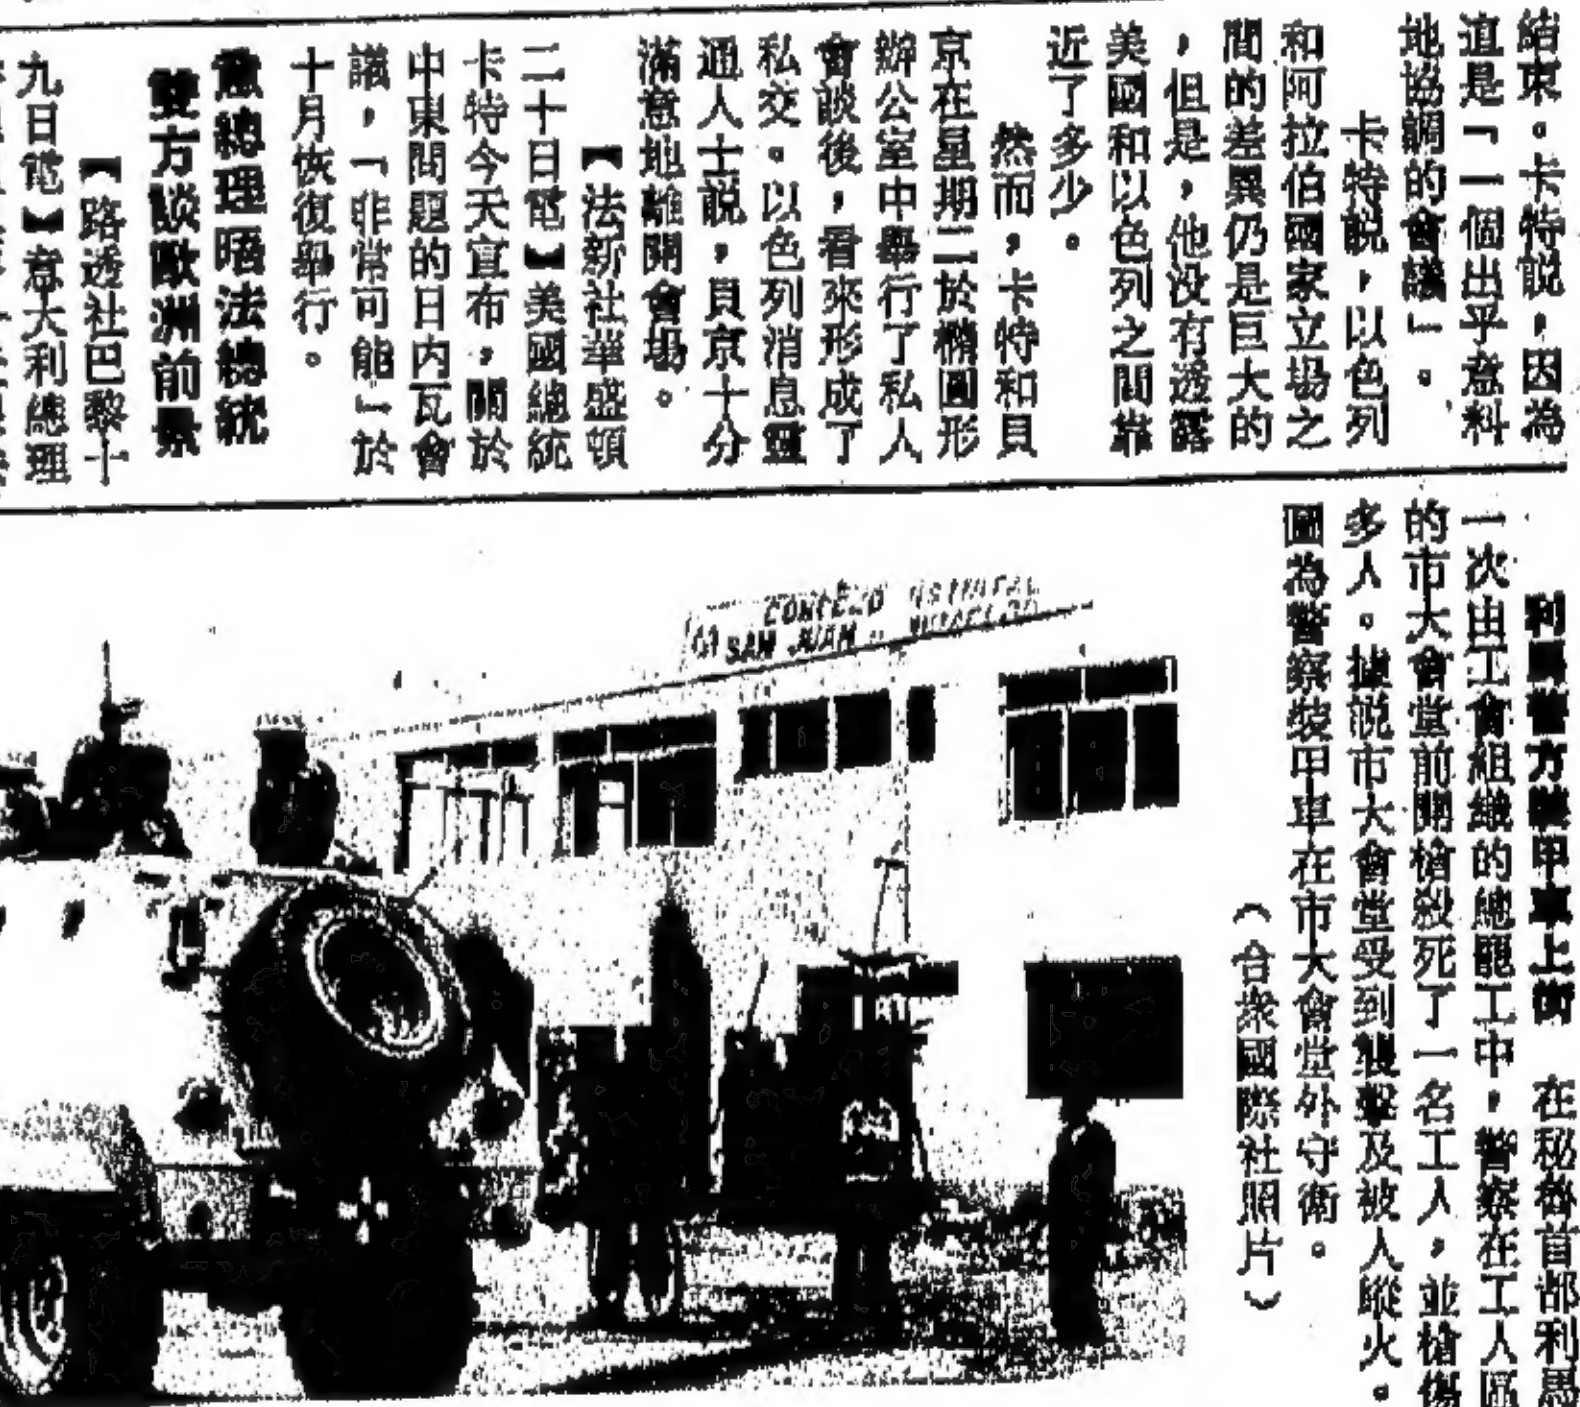 結束。卡特説，因為
這是「一個出乎意料
地協調的會議」。
卡特説，以色列
和阿拉伯國家立場之
間的差異仍是巨大的
，但是，他没有透露
美國和以色列之間靠
近了多少。
然而，卡特和貝
京在星期二於橢圓形
辦公室中舉行了私人
會談後，看來形成了
私交。以色列消息靈
通人士説，貝京十分
滿意地離開會場。
【法新社華盛頓
二十日電】美國總統
卡特今天宣布，關於
中東問題的日内瓦會
議，「非常可能」於
十月恢復舉行。
意總理晤法總統
雙方談歐洲前景
【路透社巴黎十
九日電】意大利總理
利馬警方裝甲車上街　在秘魯首都利馬
一次由工會組織的總罷工中，警察在工人區
的市大會堂前開槍殺死了一名工人，並槍傷
多人。據説市大會堂受到襲擊及被人縱火。
圖為警察裝甲車在市大會堂外守衛。
（合衆國際社照片）
SAN JUAN